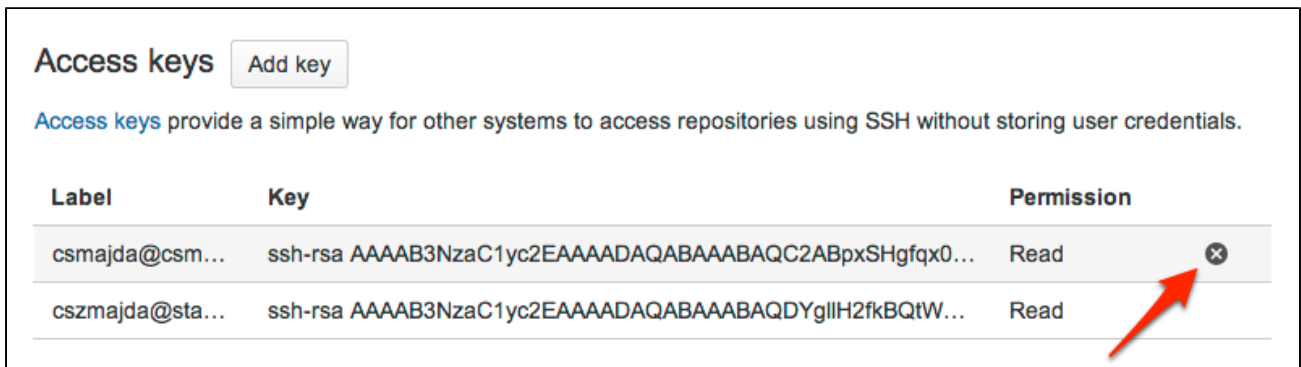 Access keys Add key
Access keys provide a simple way for other systems to access repositories using SSH without storing user credentials.
Label Key Permission
csmajda@csm... ssh-rsa AAAAB3NzaC1yc2EAAAADAQABAAABAQC2ABpxSHgfqx0... Read
cszmajda@sta... ssh-rsa AAAAB3NzaC1yc2EAAAADAQABAAABAQDYgllH2fkBQtW... Read